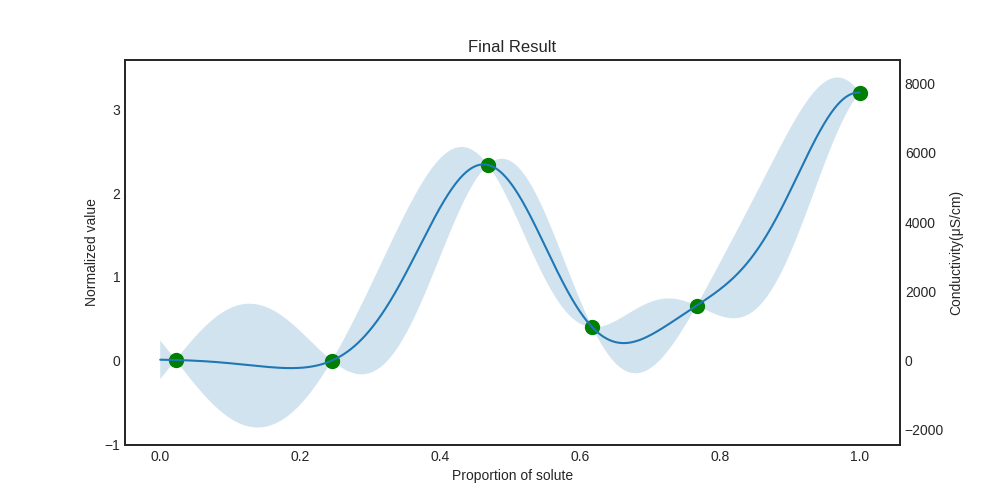 Final Result
Normalized value
3
2
1
0
−1
8000
6000
4000
2000
0
−2000
Conductivity(μS/cm)
0.0 0.2 0.4 0.6 0.8 1.0
Proportion of solute